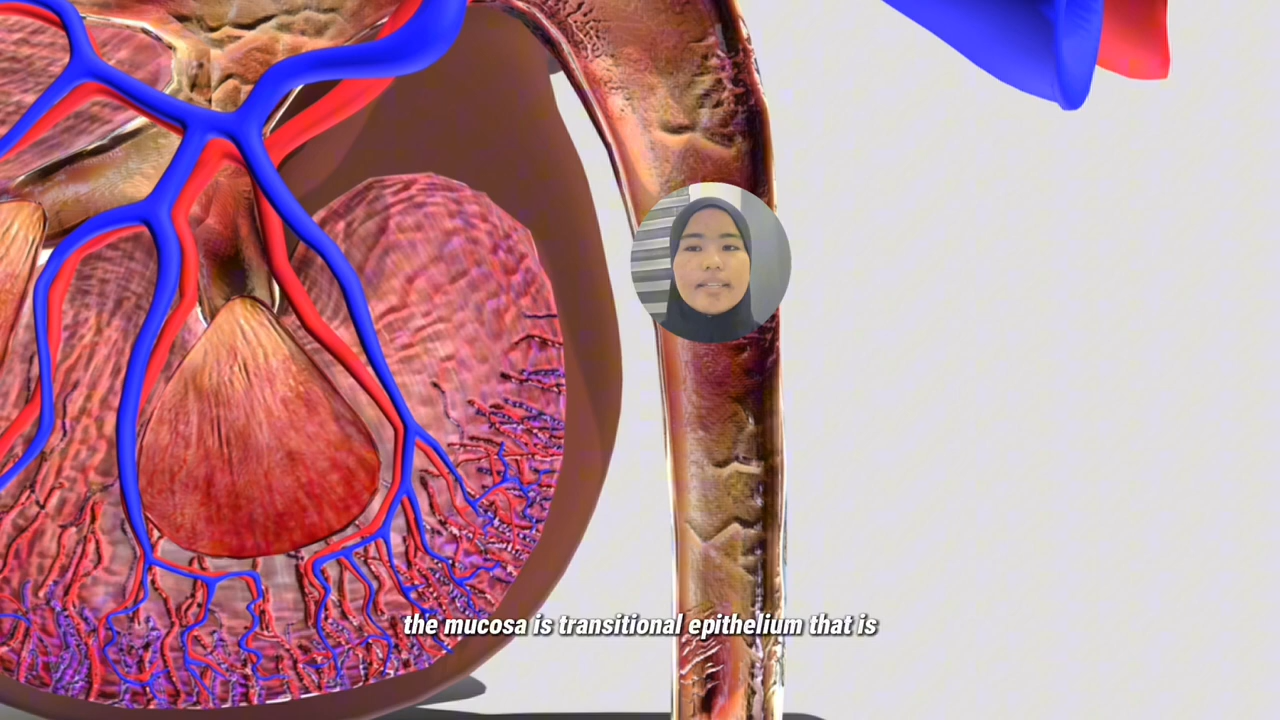 the mucosa is transitional epithelium that is